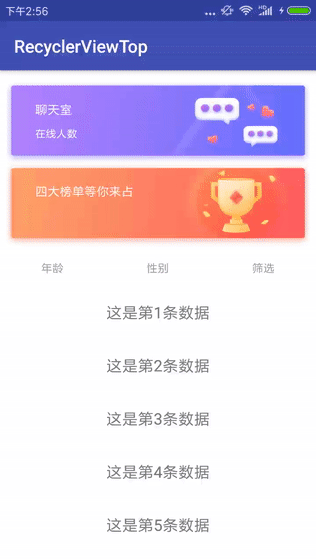 下午2:56
HD
RecyclerViewTop
聊天室
在线人数
四大榜单等你来占
年龄 性别 筛选
这是第1条数据
这是第2条数据
这是第3条数据
这是第4条数据
这是第5条数据